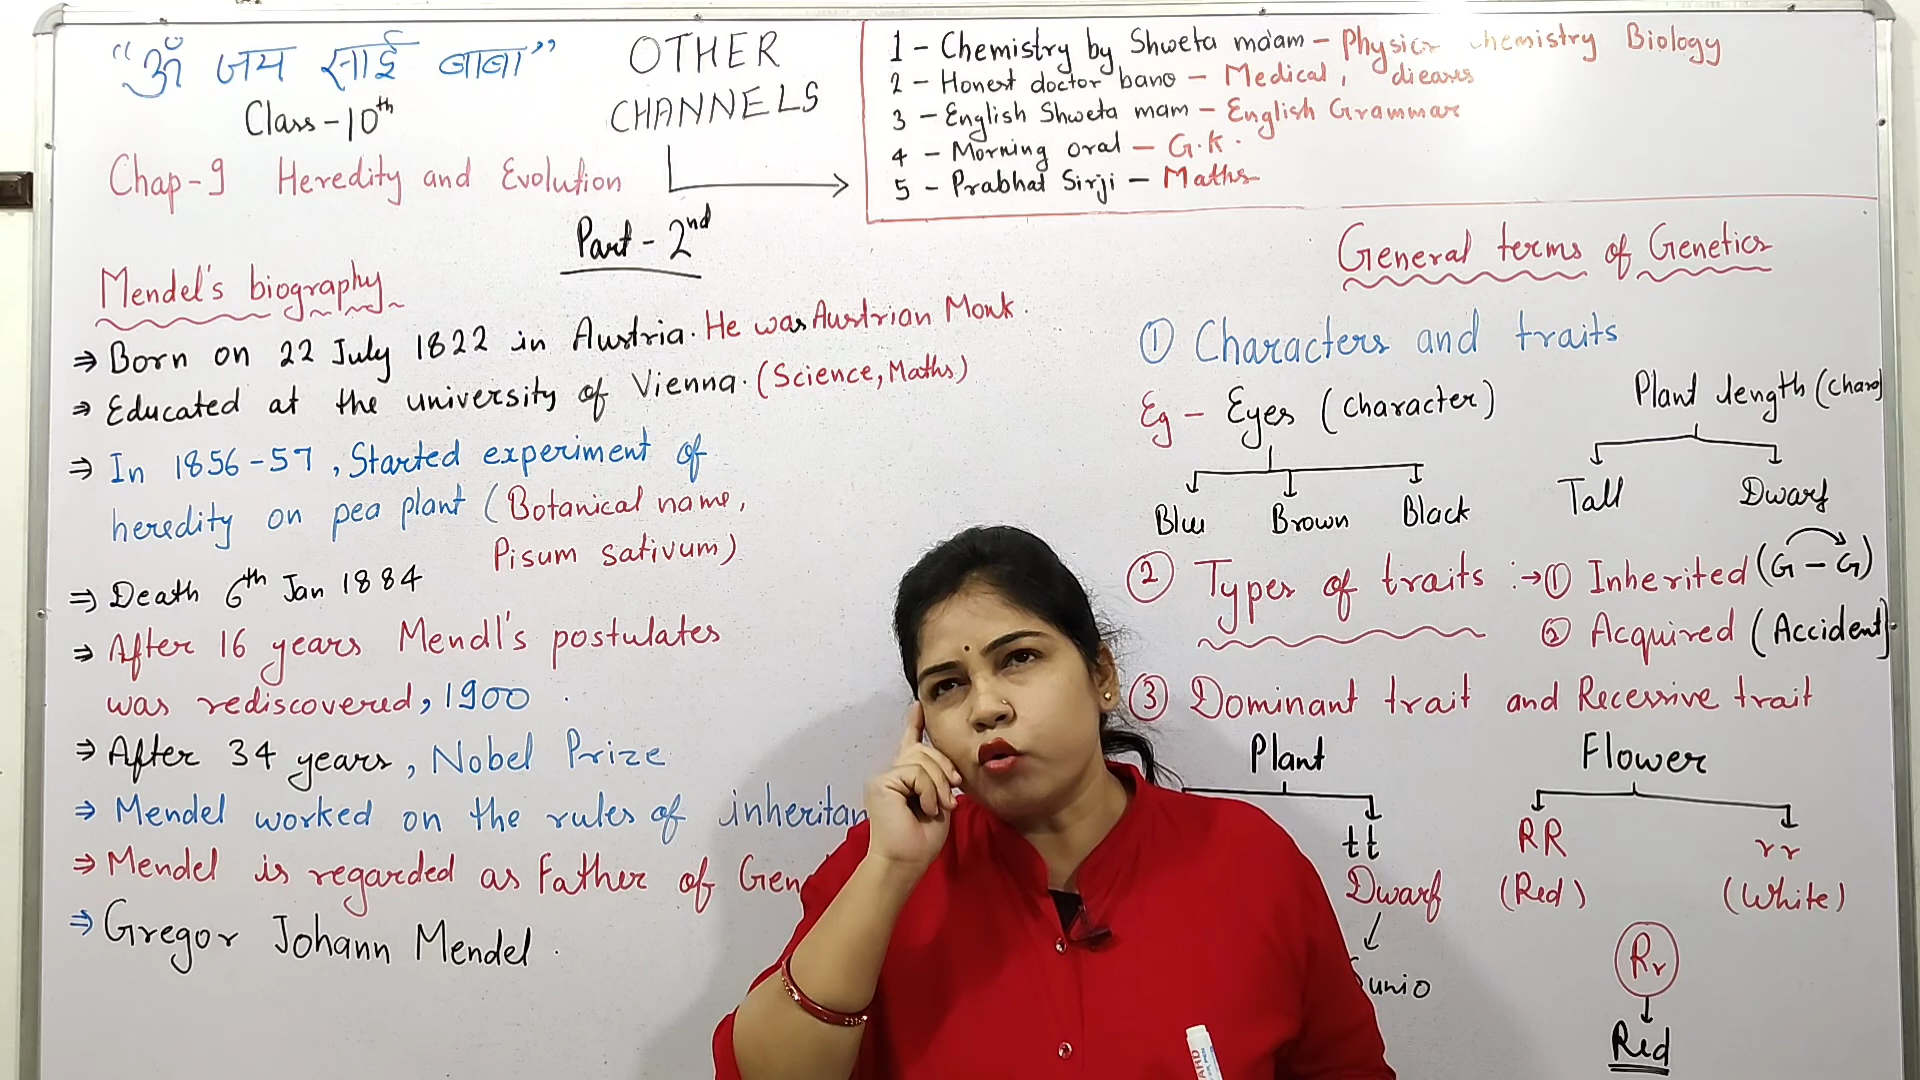 “ॐ जय साई बाबा”
Class-10th
Chap-9 Heredity and Evolution
Part-2nd
OTHER
CHANNELS
1 - Chemistry by Shweta ma'am - Physics chemistry Biology
2 - Honest doctor bano - Medical, dieases
3 - English Shweta mam - English Grammar
4 - Morning oral - G.K.
5 - Prabhat Sirji - Maths
Mendel's biography
⇒ Born on 22 July 1822 in Austria. He was Austrian Monk.
⇒ Educated at the university of Vienna. (Science, Maths)
⇒ In 1856-57, Started experiment of
heredity on pea plant (Botanical name,
Pisum sativum)
⇒ Death 6th Jan 1884
⇒ After 16 years Mendl's postulates
was rediscovered, 1900.
⇒ After 34 years, Nobel Prize
⇒ Mendel worked on the rules of inheritan
⇒ Mendel is regarded as Father of Gen
⇒ Gregor Johann Mendel.
General terms of Genetics
① Characters and traits
Eg - Eyes (character)
Blue Brown Black
Plant length (Char)
Tall Dwarf
② Types of traits :→ ① Inherited (G-G)
② Acquired (Accident).
③ Dominant trait and Recessive trait
Plant
tt
Dwarf
Flower
RR rr
(Red) (White)
Rr
Red